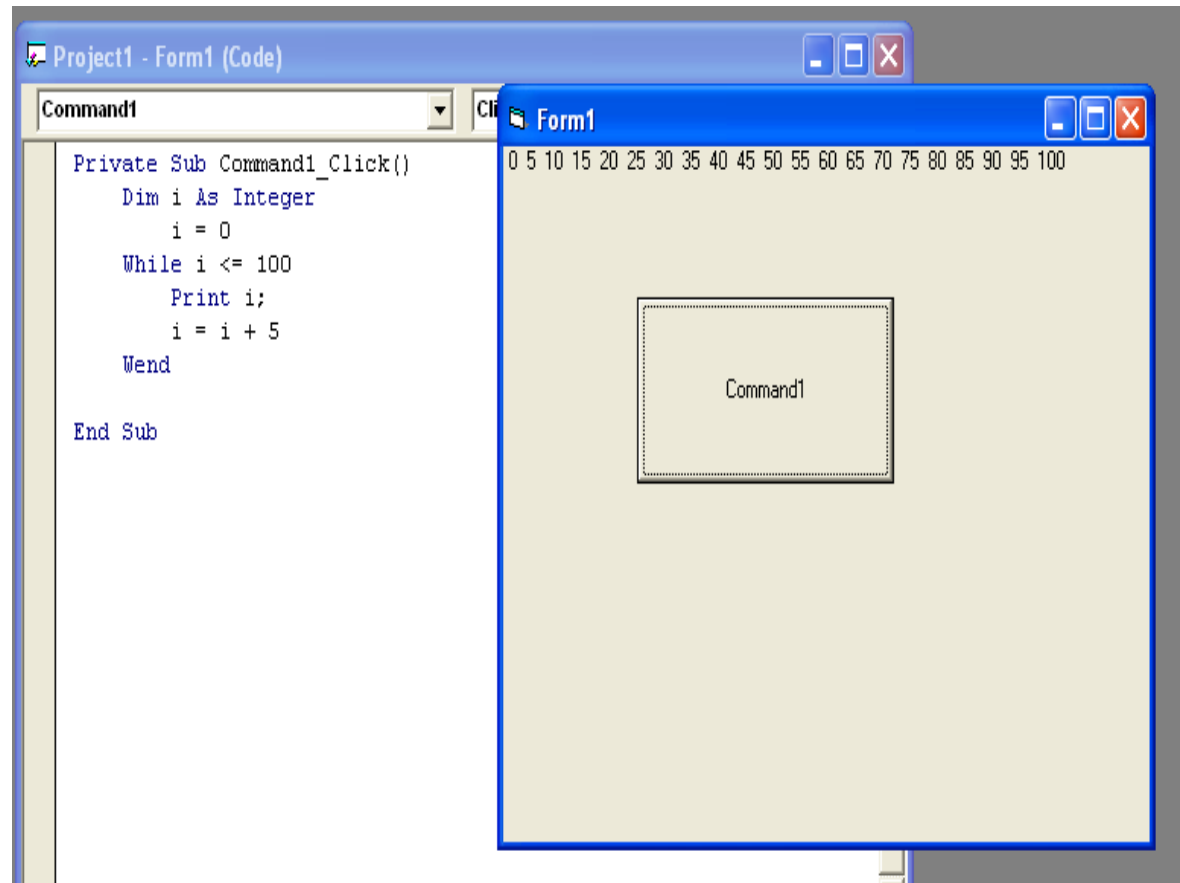 Project1 - Form1 (Code)
Command1
Cli
Private Sub Command1_Click()
    Dim i As Integer
        i = 0
    While i <= 100
        Print i;
        i = i + 5
    Wend
End Sub
Form1
0 5 10 15 20 25 30 35 40 45 50 55 60 65 70 75 80 85 90 95 100
Command1